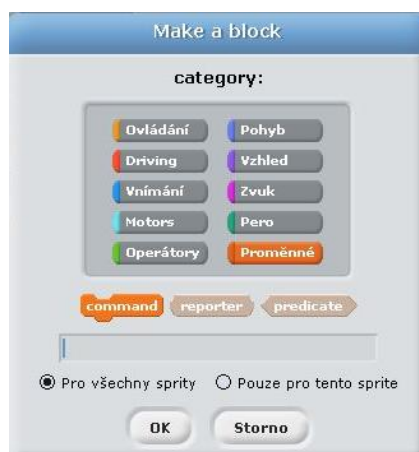 Make a block
category:
Ovládání Pohyb
Driving Vzhled
Vnímání Zvuk
Motors Pero
Operátory Proměnné
command reporter predicate
Pro všechny sprity Pouze pro tento sprite
OK Storno